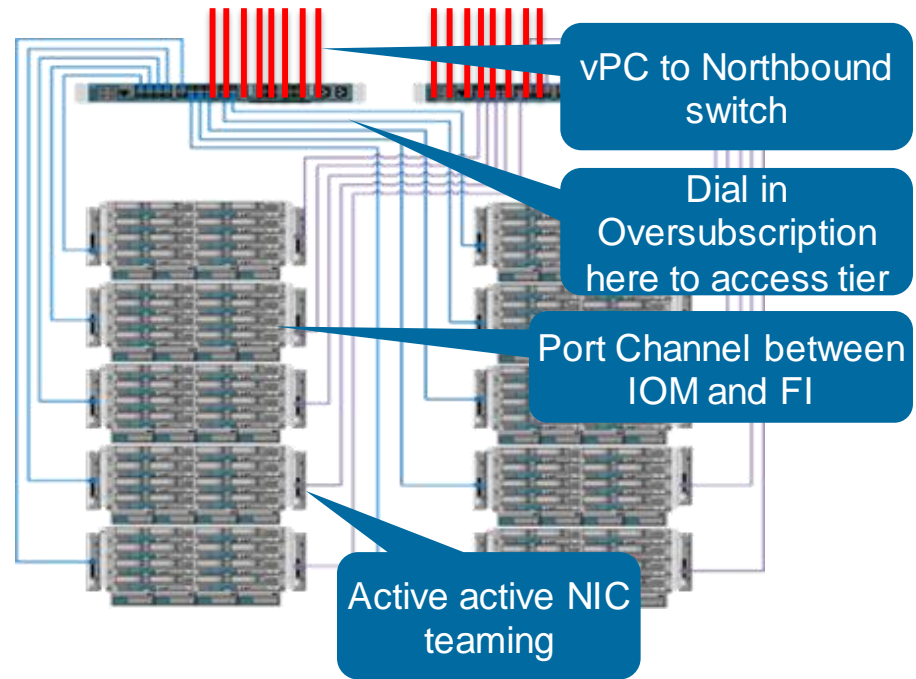 vPC to Northbound
switch
Dial in
Oversubscription
here to access tier
Port Channel between
IOM and FI
Active active NIC
teaming